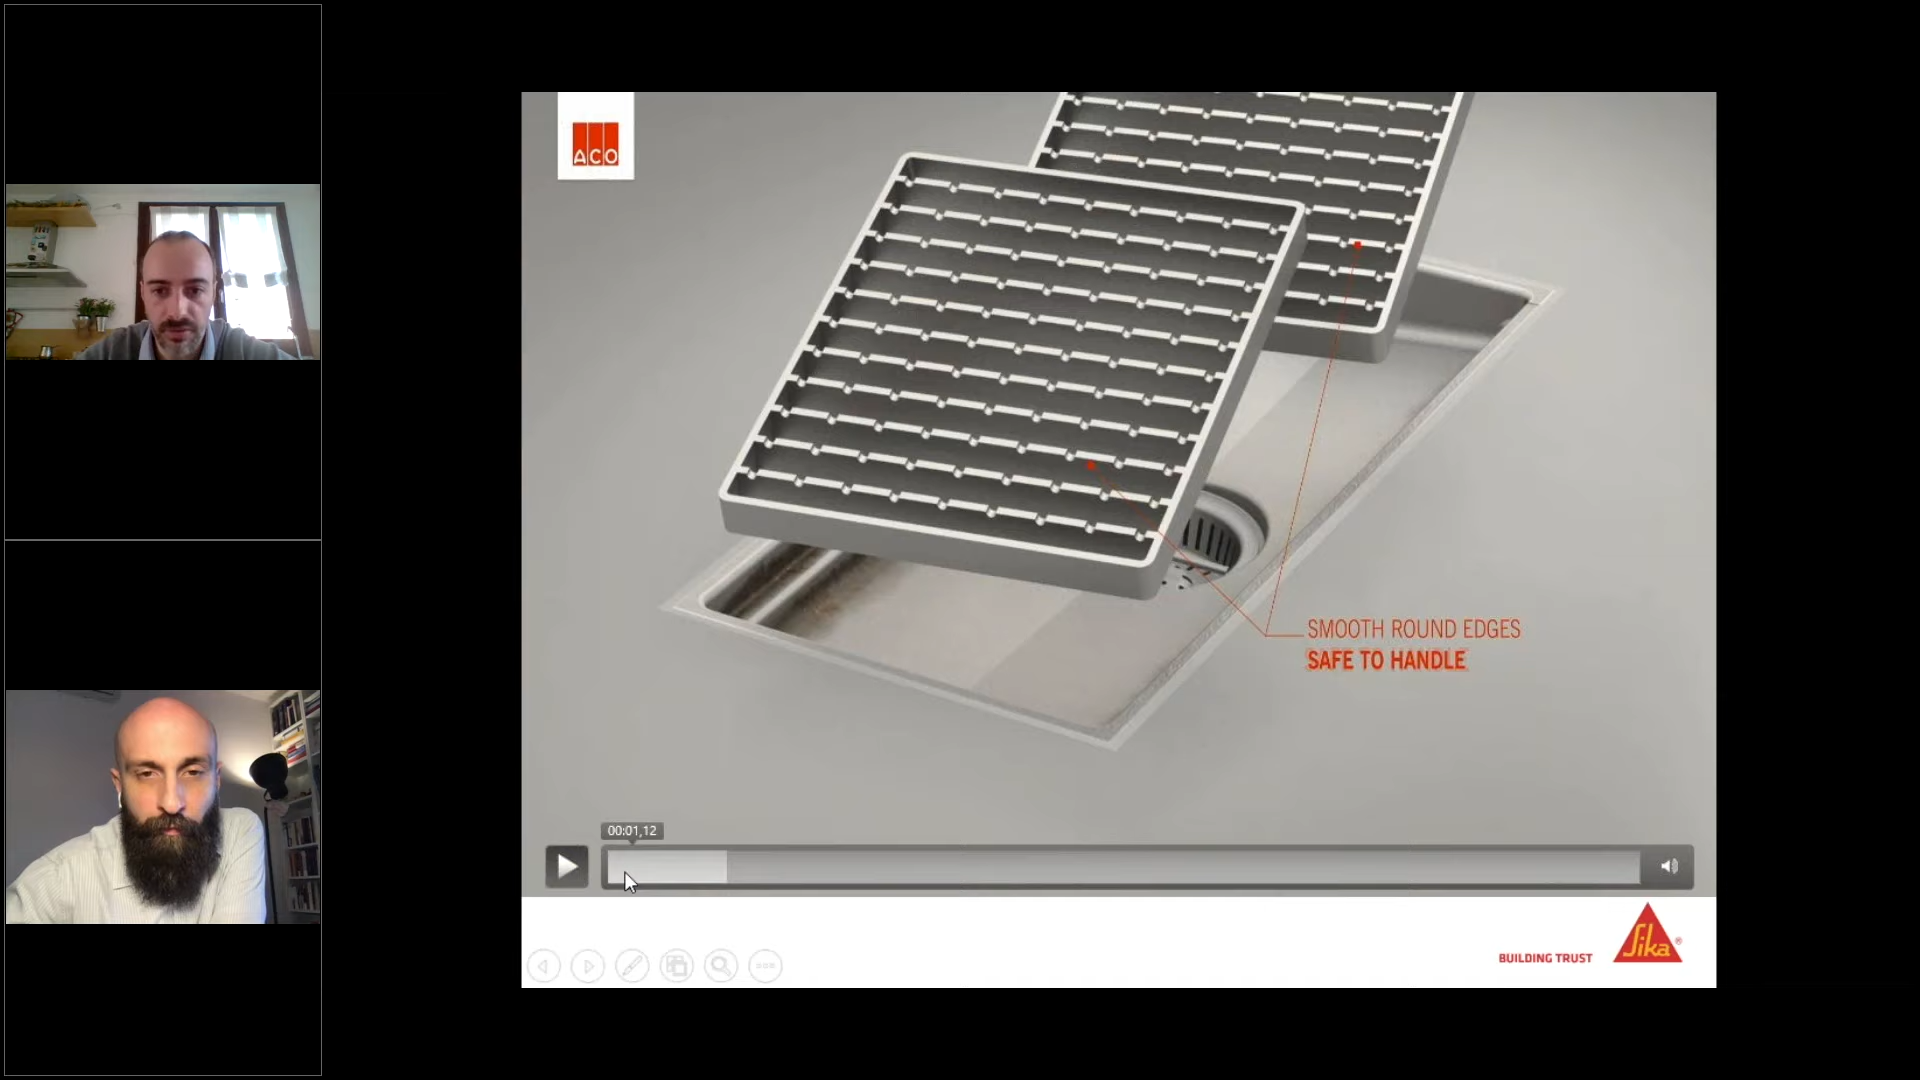 ACO
SMOOTH ROUND EDGES
SAFE TO HANDLE
00:01,12
BUILDING TRUST
Sika®